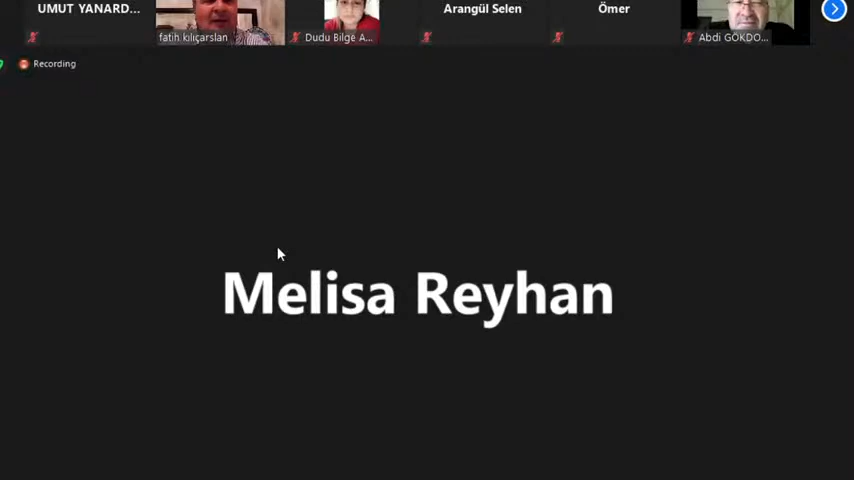 UMUT YANARD...
Arangül Selen
Ömer
fatih kılıçarslan
Dudu Bilge A...
Abdi GÖKDO...
Recording
Melisa Reyhan